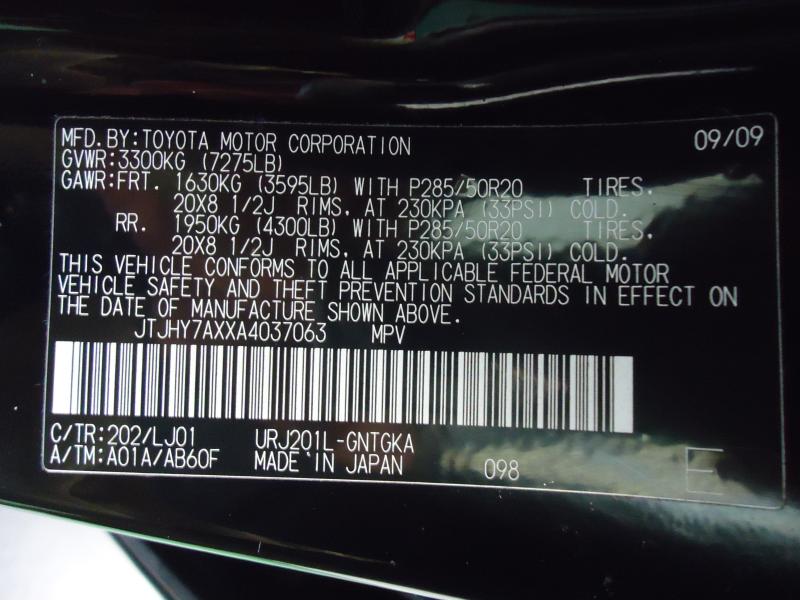 MFD.BY:TOYOTA MOTOR CORPORATION 09/09
GVWR:3300KG (7275LB)
GAWR:FRT. 1630KG (3595LB) WITH P285/50R20 TIRES,
20X8 1/2J RIMS, AT 230KPA (33PSI) COLD.
RR. 1950KG (4300LB) WITH P285/50R20 TIRES,
20X8 1/2J RIMS, AT 230KPA (33PSI) COLD.
THIS VEHICLE CONFORMS TO ALL APPLICABLE FEDERAL MOTOR
VEHICLE SAFETY AND THEFT PREVENTION STANDARDS IN EFFECT ON
THE DATE OF MANUFACTURE SHOWN ABOVE.
JTJHY7AXXA4037063 MPV
C/TR:202/LJ01 URJ201L-GNTGKA
A/TM:A01A/AB60F MADE IN JAPAN 098 E